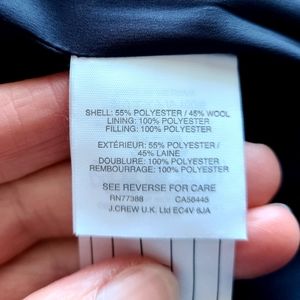 SHELL: 55% POLYESTER / 45% WOOL
LINING: 100% POLYESTER
FILLING: 100% POLYESTER
EXTÉRIEUR: 55% POLYESTER /
45% LAINE
DOUBLURE: 100% POLYESTER
REMBOURRAGE: 100% POLYESTER
SEE REVERSE FOR CARE
RN77388 CA58445
J.CREW U.K. Ltd EC4V 6JA